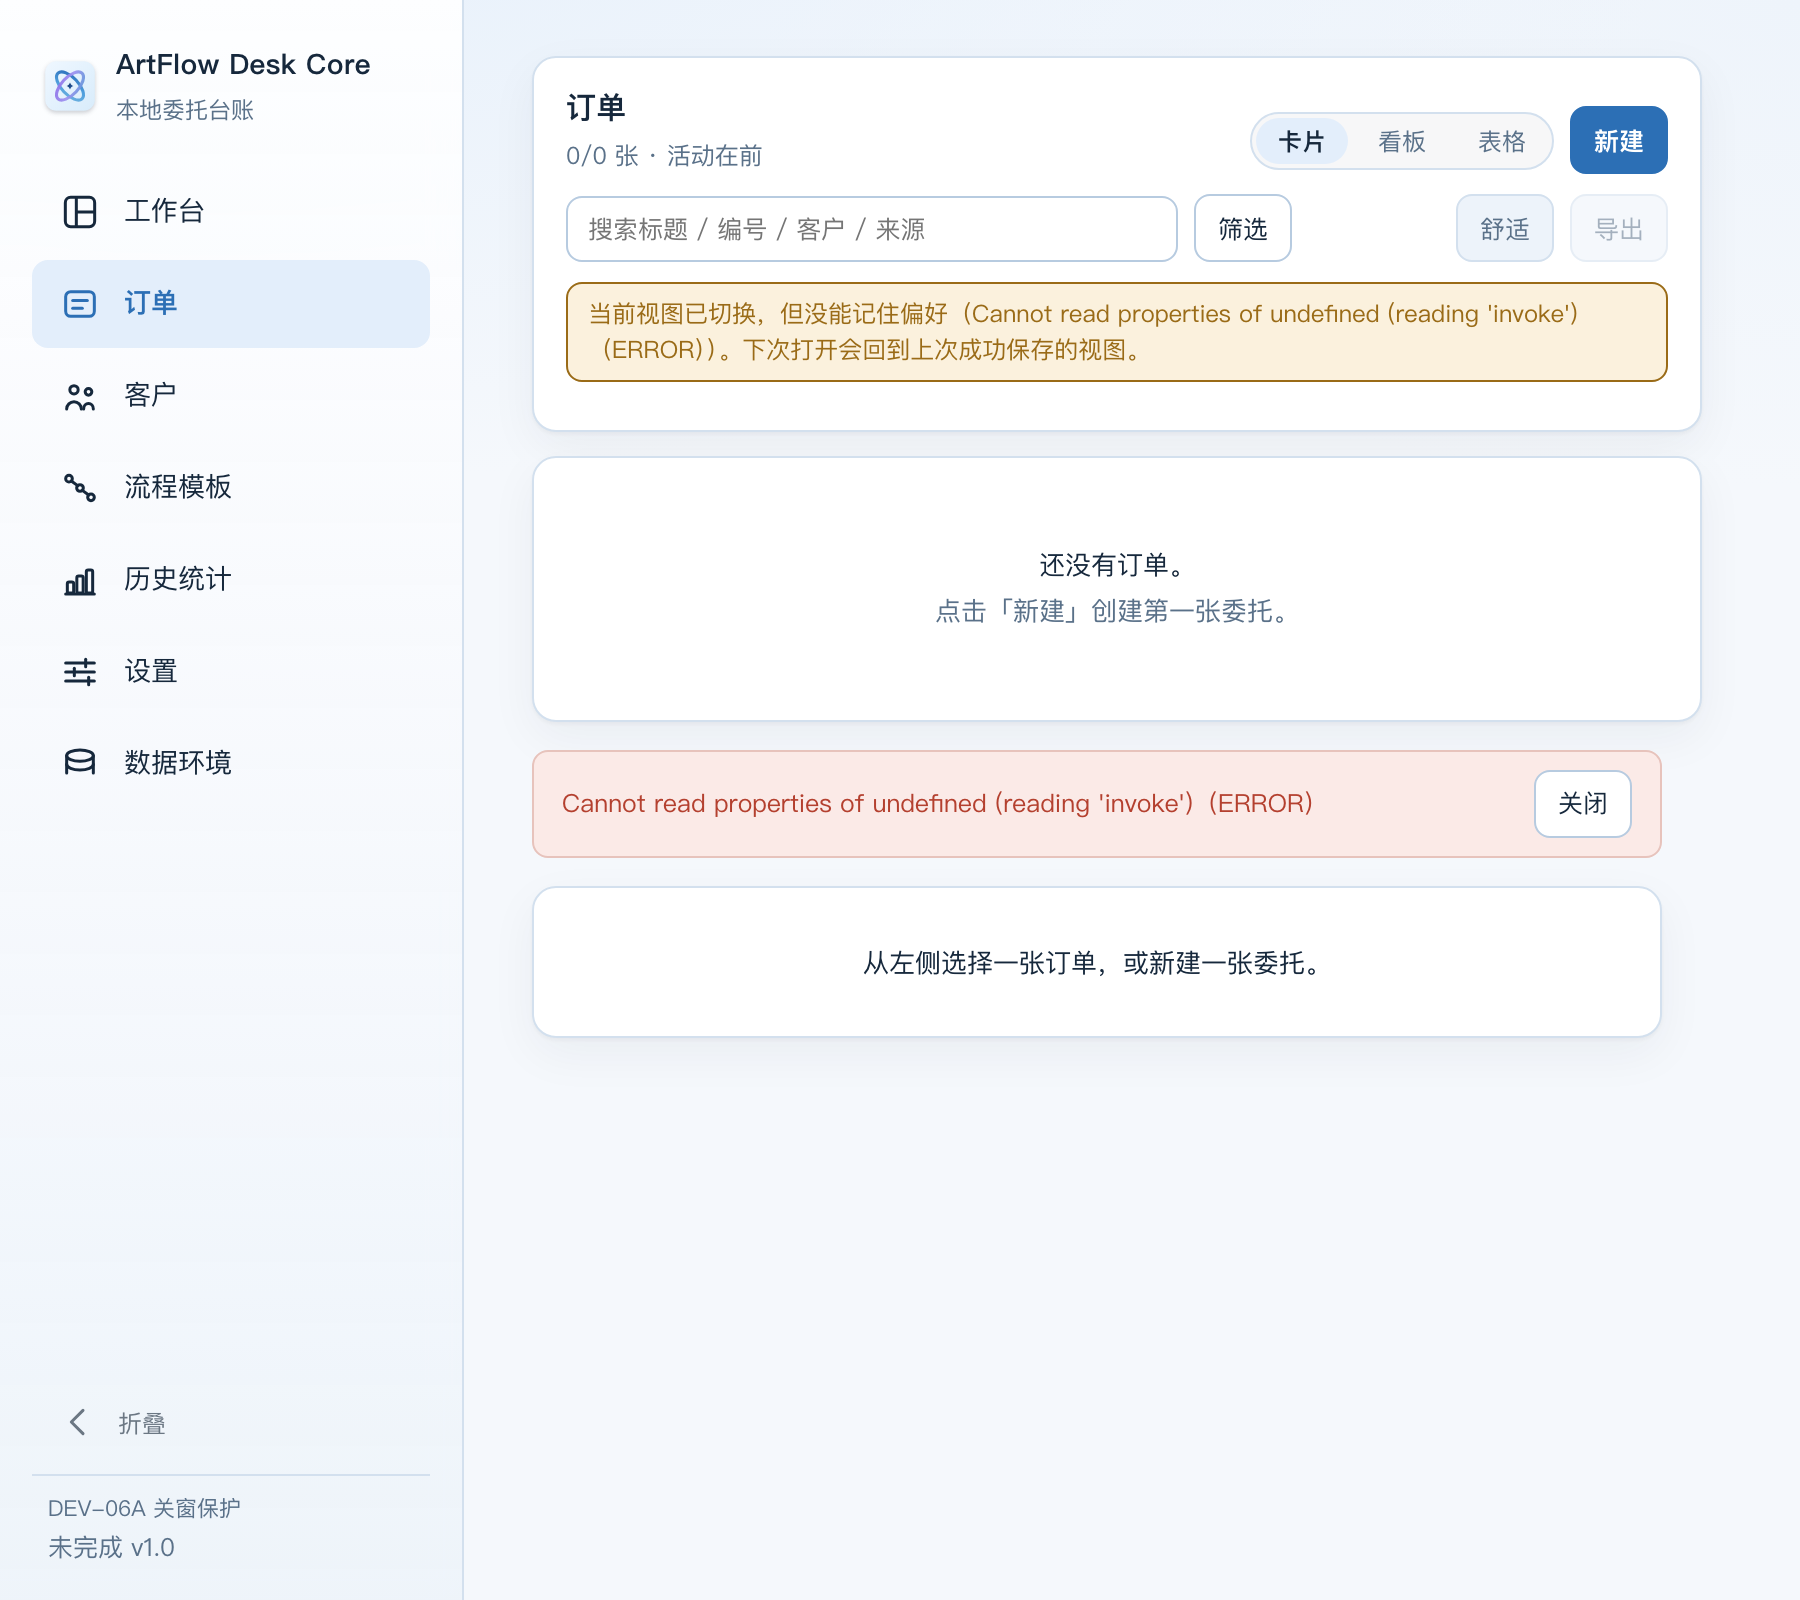 ArtFlow Desk Core
本地委托台账
工作台
订单
客户
流程模板
历史统计
设置
数据环境
折叠
DEV-06A 关窗保护
未完成 v1.0
订单
0/0 张 · 活动在前
卡片
看板
表格
新建
搜索标题 / 编号 / 客户 / 来源
筛选
舒适
导出
当前视图已切换，但没能记住偏好（Cannot read properties of undefined (reading 'invoke')
（ERROR））。下次打开会回到上次成功保存的视图。
还没有订单。
点击「新建」创建第一张委托。
Cannot read properties of undefined (reading 'invoke')（ERROR）
关闭
从左侧选择一张订单，或新建一张委托。